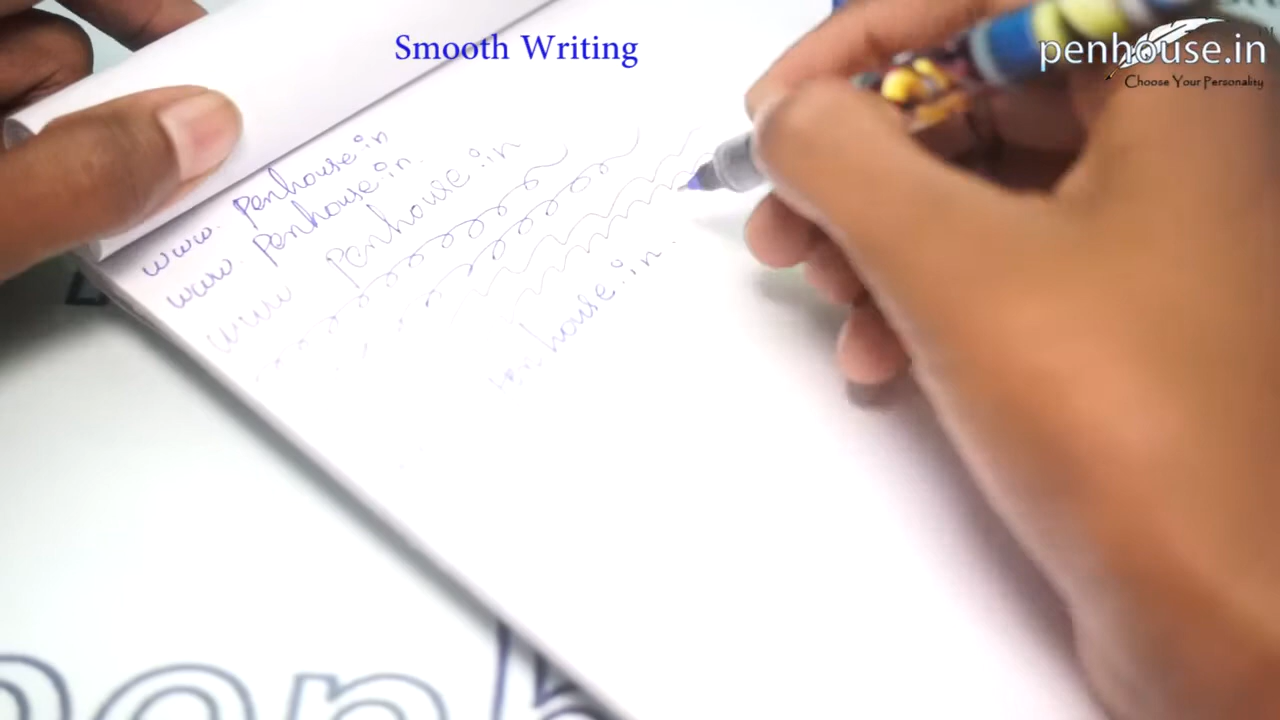 Smooth Writing
penhouse.in
Choose Your Personality
www. Penhouse.in
www. Penhouse.in
www Penhouse.in
house.in